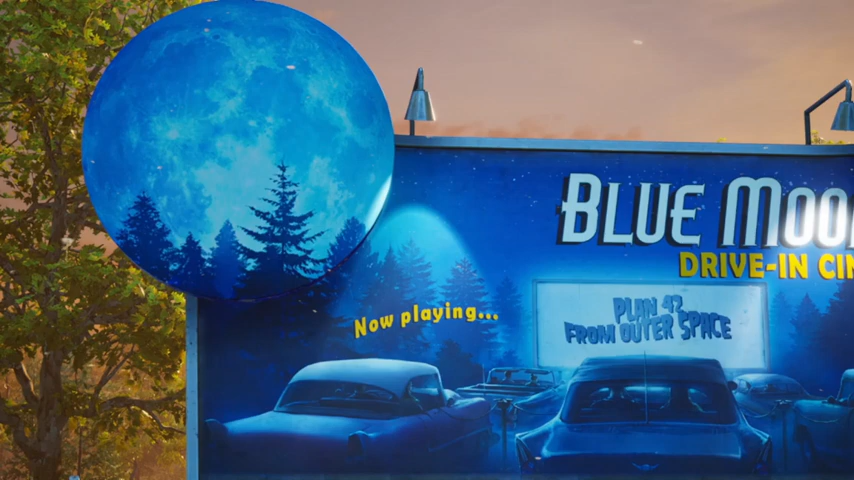 BLUE MOO
DRIVE-IN CIN
Now playing...
PLAN 42
FROM OUTER SPACE